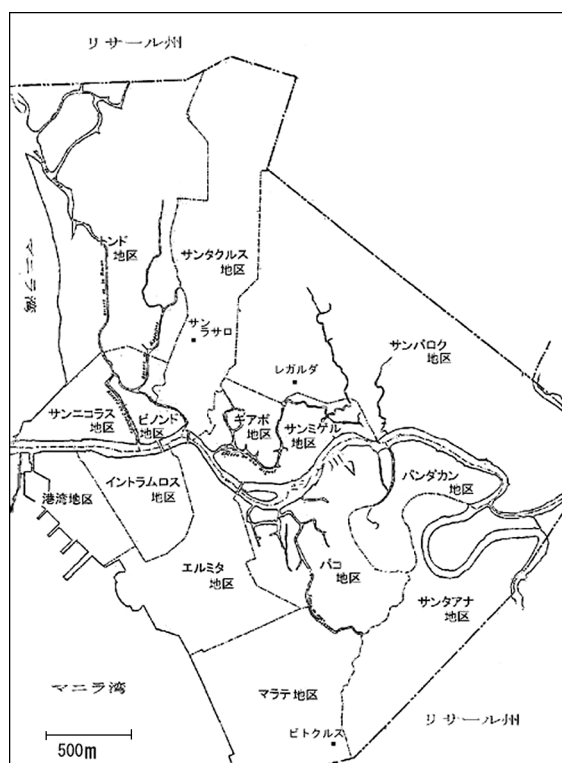 リサール州
マニラ湾
トンド
地区
サンタクルス
地区
サン
ラサロ
サンパロク
地区
レガルダ
サンニコラス
地区
ビノンド
地区
キアポ
地区
サンミゲル
地区
港湾地区
イントラムロス
地区
パンダカン
地区
エルミタ
地区
パコ
地区
サンタアナ
地区
マニラ湾
マラテ地区
リサール州
ビトクルス
500m